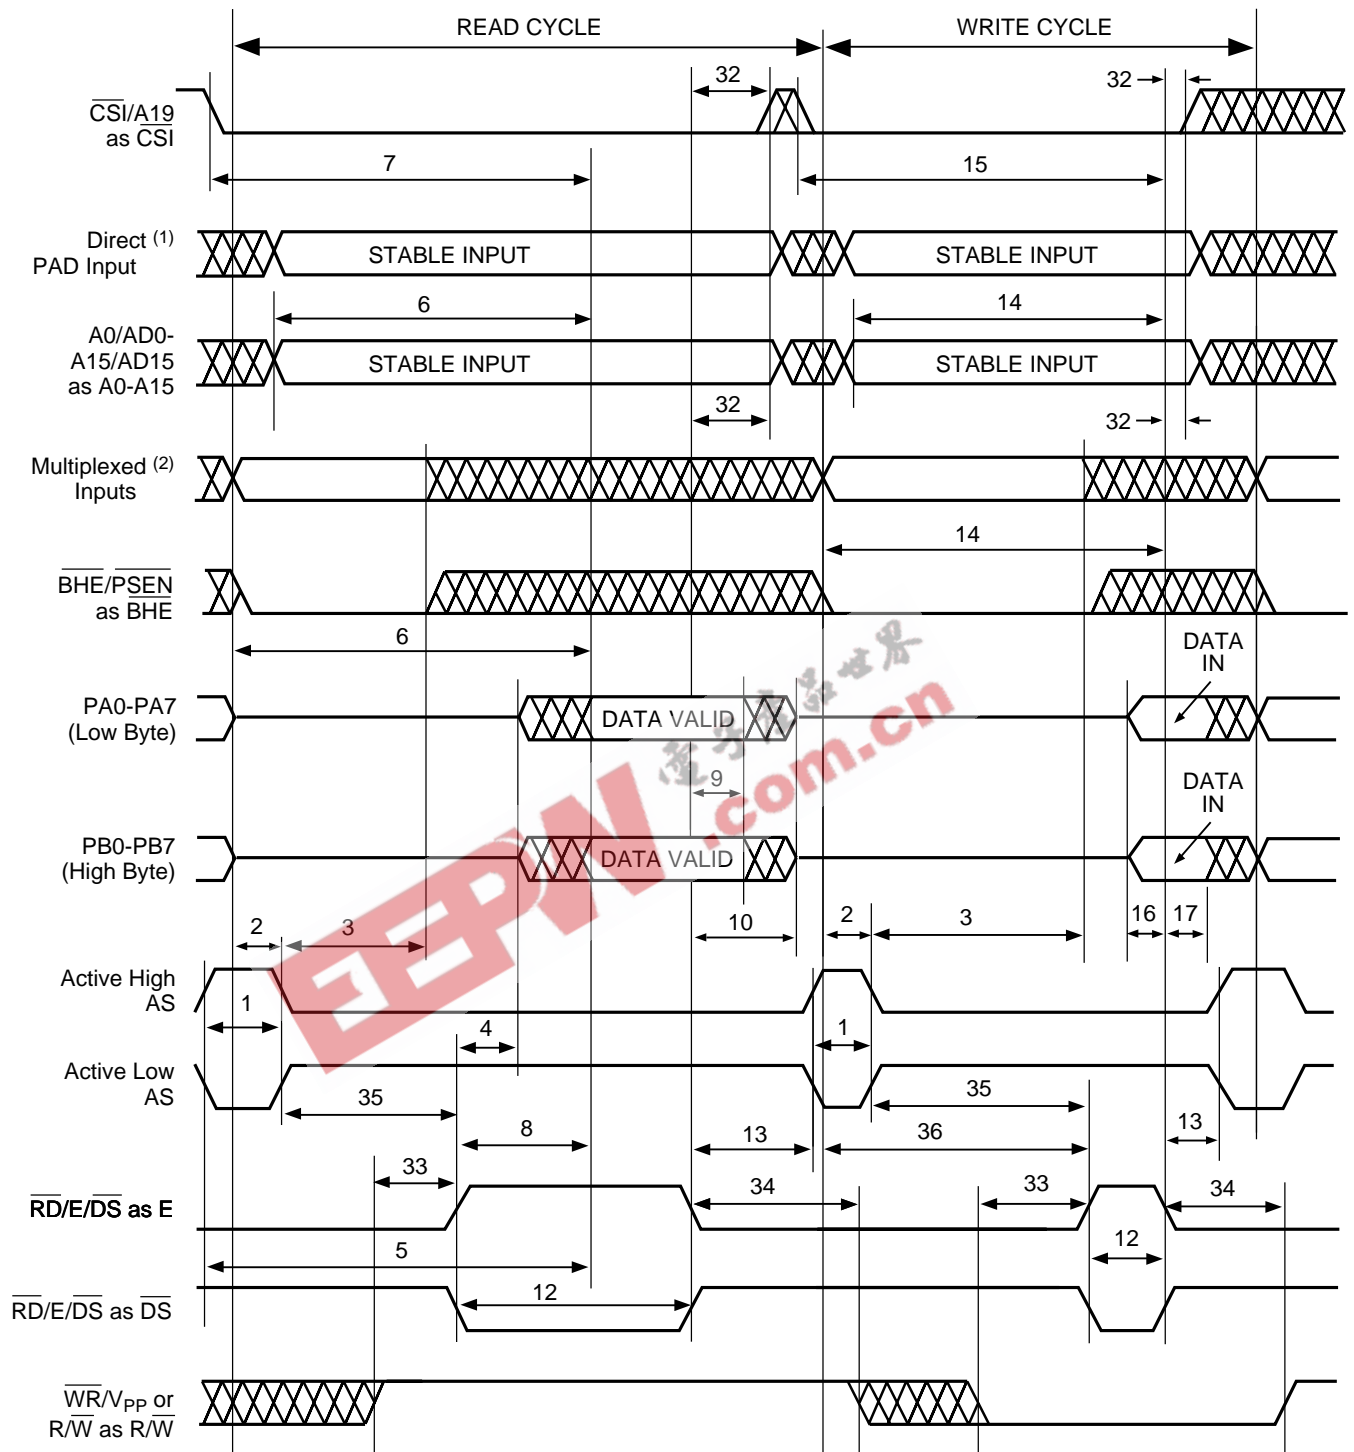 READ CYCLE
WRITE CYCLE
32
32
CSI/A19
as CSI
7
15
Direct (1)
PAD Input
STABLE INPUT
STABLE INPUT
6
14
A0/AD0-
A15/AD15
as A0-A15
STABLE INPUT
STABLE INPUT
32
32
Multiplexed (2)
Inputs
14
BHE/PSEN
as BHE
6
DATA
IN
PA0-PA7
(Low Byte)
DATA VALID
9
DATA
IN
PB0-PB7
(High Byte)
DATA VALID
EEPW
.com.cn
2
3
10
2
3
16
17
Active High
AS
1
4
1
Active Low
AS
35
35
8
13
36
13
33
34
33
34
RD/E/DS as E
5
12
12
RD/E/DS as DS
WR/VPP or
R/W as R/W